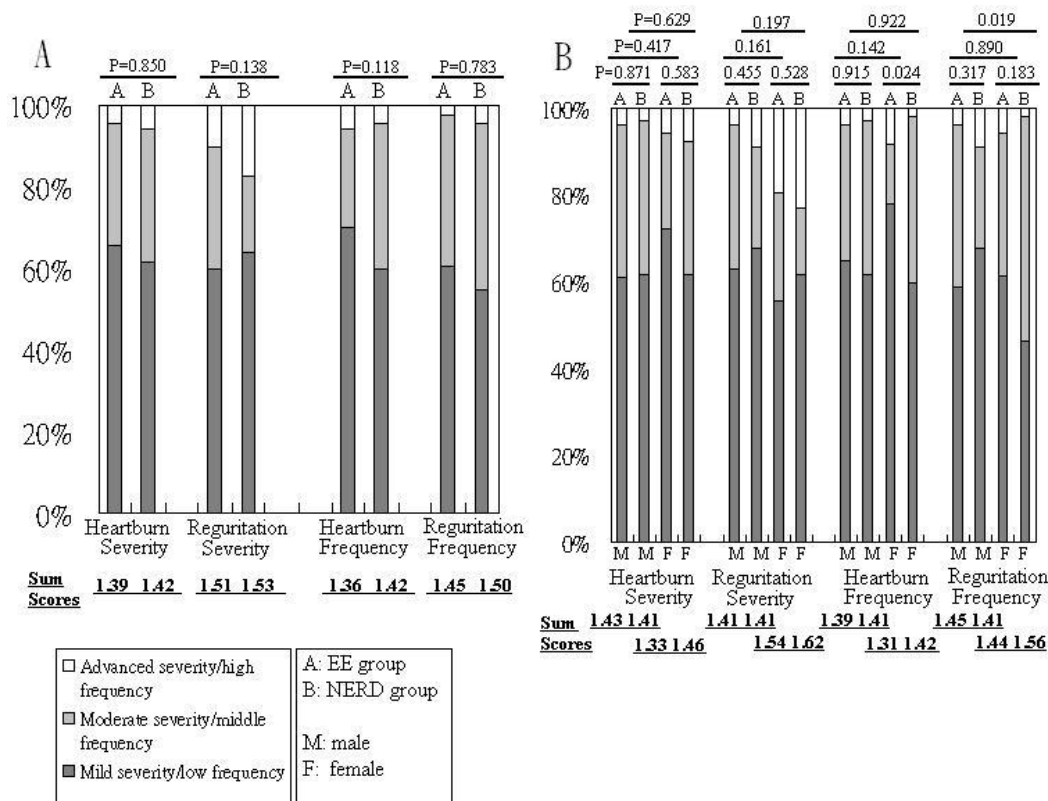 A
P=0.850 P=0.138 P=0.118 P=0.783
A B A B A B A B
100%
80%
60%
40%
20%
0%
Heartburn Severity
Reguritation Severity
Heartburn Frequency
Reguritation Frequency
Sum Scores 1.39 1.42 1.51 1.53 1.36 1.42 1.45 1.50
Advanced severity/high frequency
Moderate severity/middle frequency
Mild severity/low frequency
A: EE group
B: NERD group
M: male
F: female
B
P=0.629 0.197 0.922 0.019
P=0.417 0.161 0.142 0.890
P=0.871 0.583 0.455 0.528 0.915 0.024 0.317 0.183
A B A B A B A B A B A B A B A B
100%
80%
60%
40%
20%
0%
M M F F M M F F M M F F M M F F
Heartburn Severity
Reguritation Severity
Heartburn Frequency
Reguritation Frequency
Sum 1.43 1.41 1.41 1.41 1.39 1.41 1.45 1.41
Scores 1.33 1.46 1.54 1.62 1.31 1.42 1.44 1.56